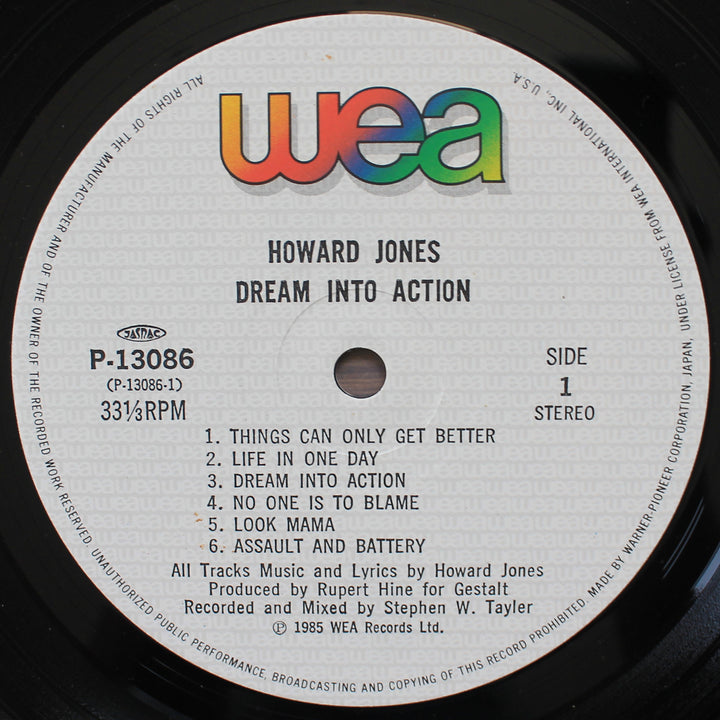 wea
HOWARD JONES
DREAM INTO ACTION
JASRAC
P-13086
(P-13086-1)
33⅓RPM
SIDE
1
STEREO
1. THINGS CAN ONLY GET BETTER
2. LIFE IN ONE DAY
3. DREAM INTO ACTION
4. NO ONE IS TO BLAME
5. LOOK MAMA
6. ASSAULT AND BATTERY
All Tracks Music and Lyrics by Howard Jones
Produced by Rupert Hine for Gestalt
Recorded and Mixed by Stephen W. Tayler
Ⓟ 1985 WEA Records Ltd.
ALL RIGHTS OF THE MANUFACTURER AND OF THE OWNER OF THE RECORDED WORK RESERVED. UNAUTHORIZED PUBLIC PERFORMANCE, BROADCASTING AND COPYING OF THIS RECORD PROHIBITED. MADE BY WARNER-PIONEER CORPORATION, JAPAN, UNDER LICENSE FROM WEA INTERNATIONAL INC., U.S.A.